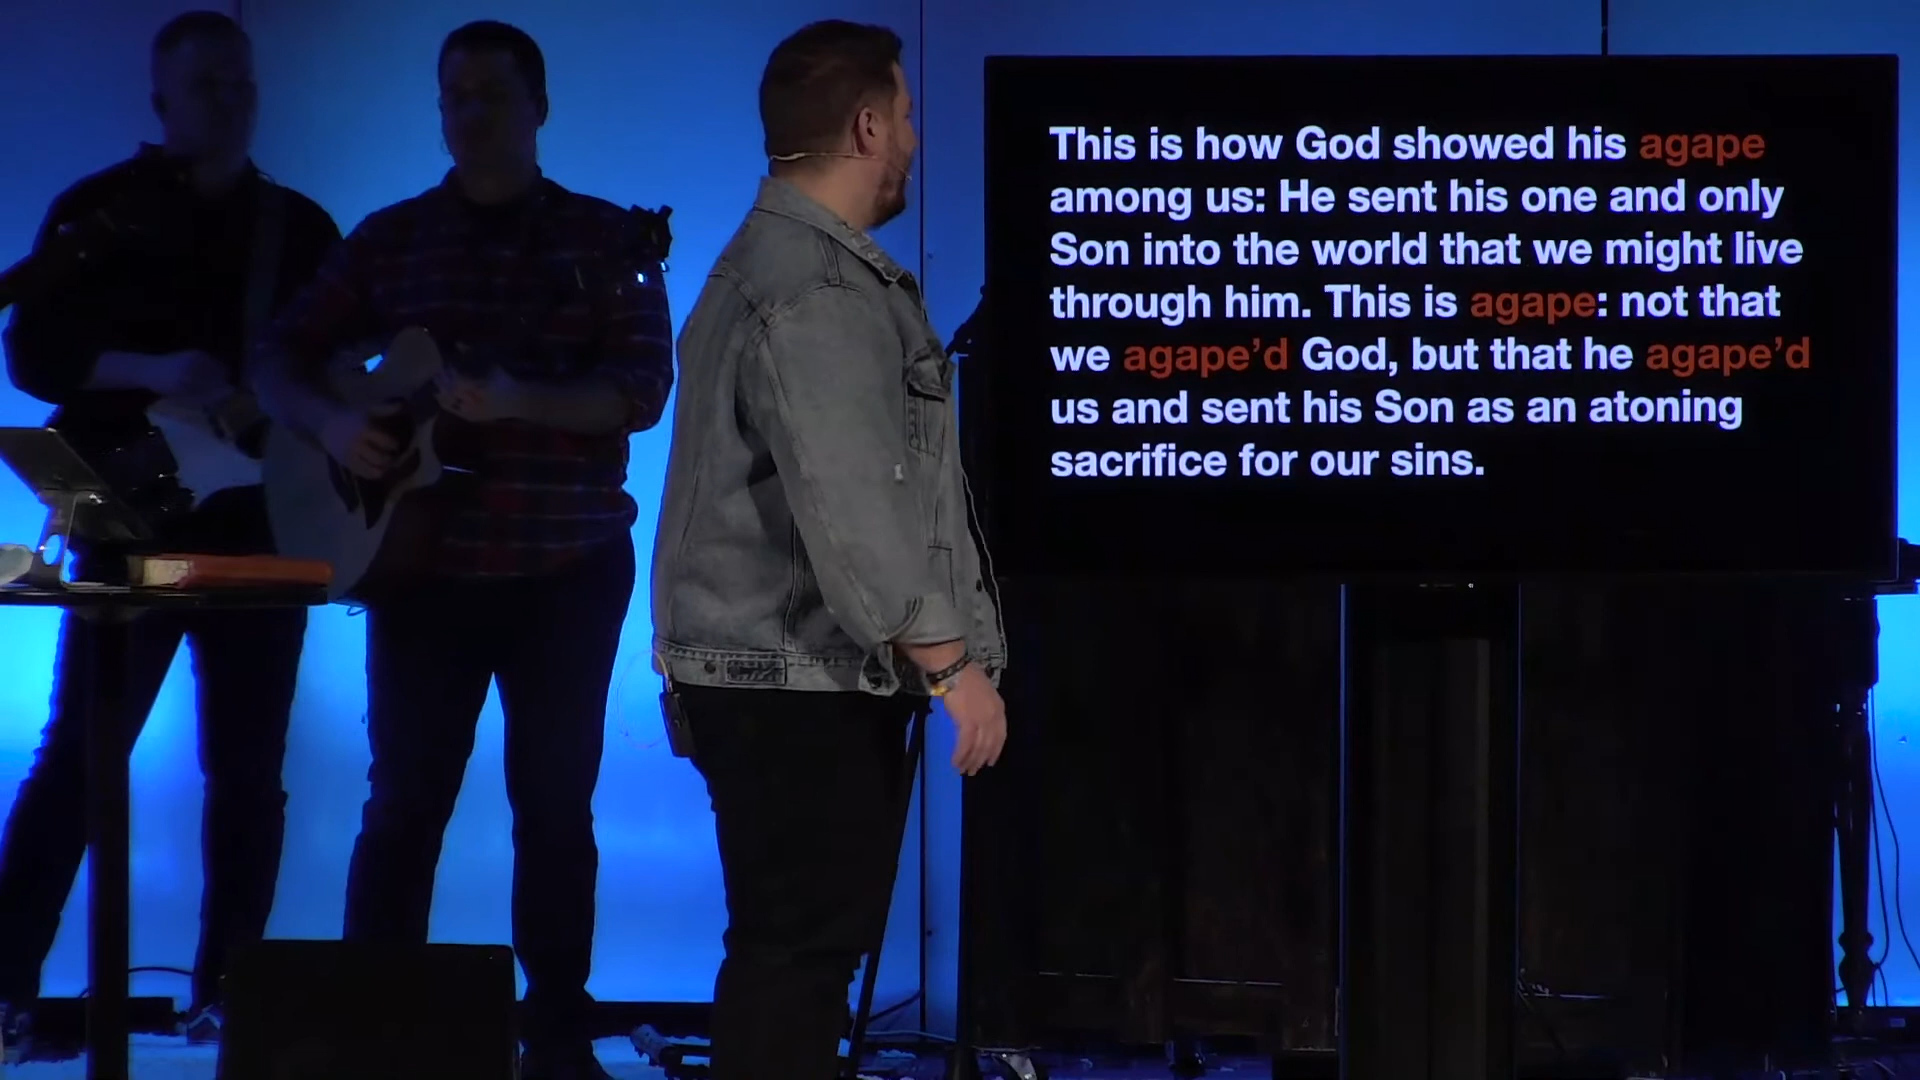 This is how God showed his agape
among us: He sent his one and only
Son into the world that we might live
through him. This is agape: not that
we agape’d God, but that he agape’d
us and sent his Son as an atoning
sacrifice for our sins.